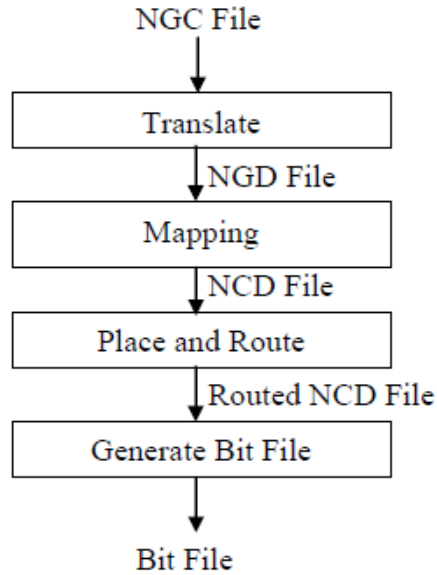 NGC File
Translate
NGD File
Mapping
NCD File
Place and Route
Routed NCD File
Generate Bit File
Bit File